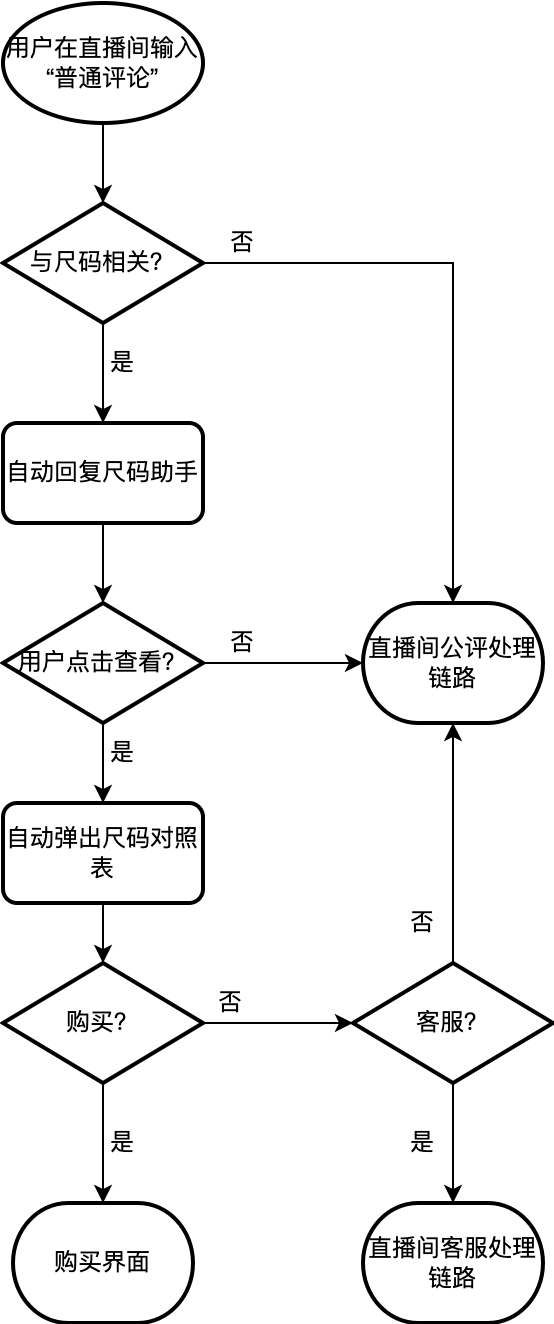 用户在直播间输入
“普通评论”
否
与尺码相关?
是
自动回复尺码助手
否
用户点击查看?
直播间公评处理
链路
是
自动弹出尺码对照
表
否
否
购买?
客服?
是
是
购买界面
直播间客服处理
链路